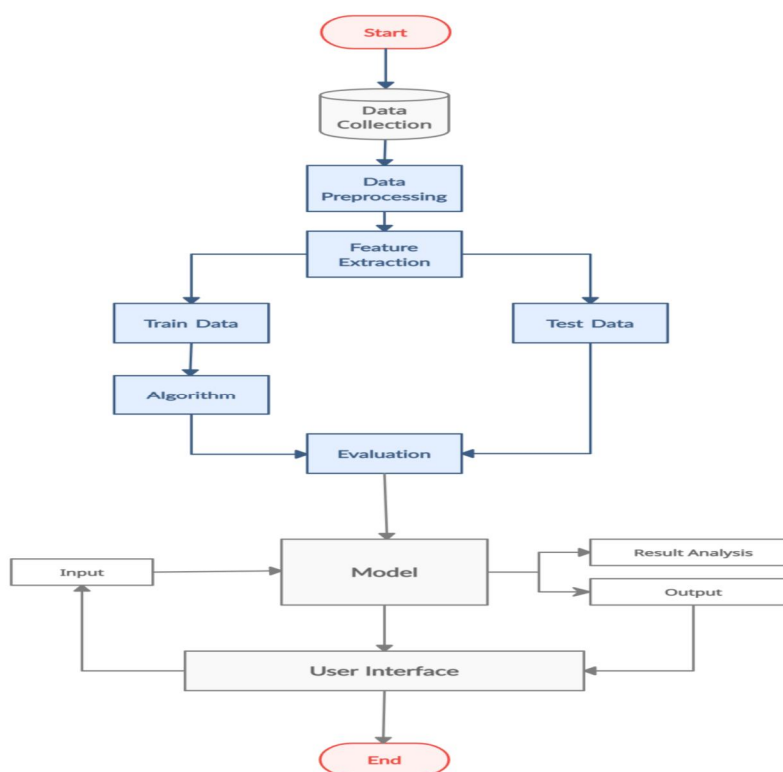 Start
Data
Collection
Data
Preprocessing
Feature
Extraction
Train Data
Test Data
Algorithm
Evaluation
Input
Model
Result Analysis
Output
User Interface
End